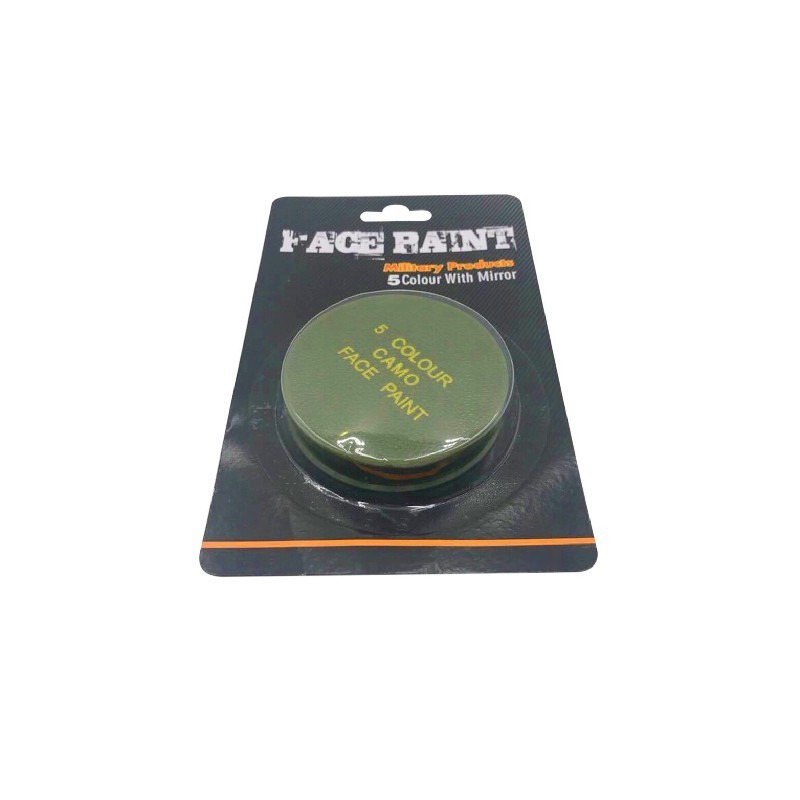 FACE PAINT
Military Products
5 Colour With Mirror
5 COLOUR
CAMO
FACE PAINT